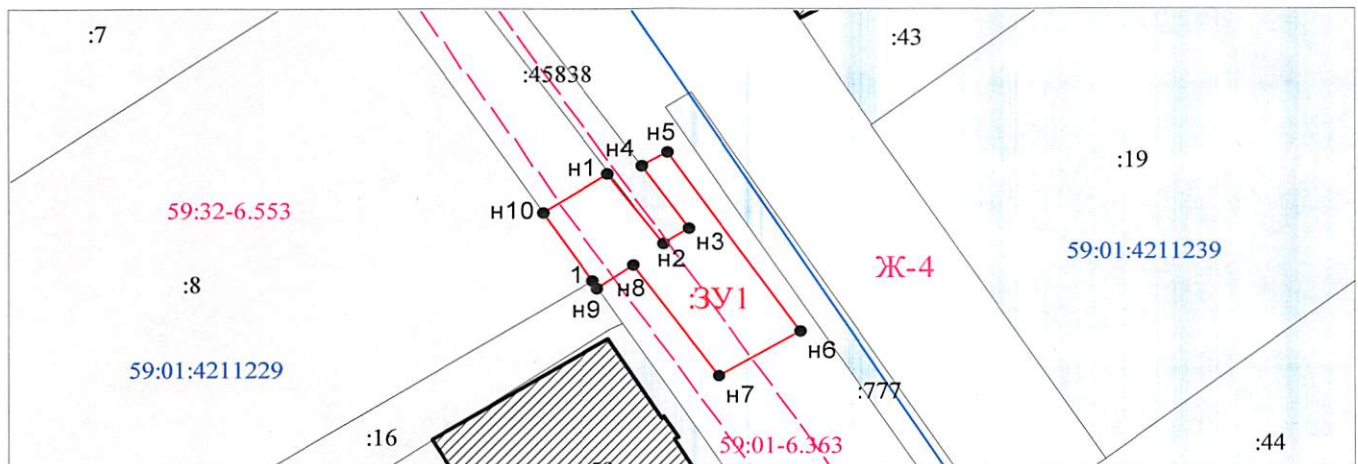 :7
:43
:45838
н5
н4
:19
н1
59:32-6.553
н10
н3
н2
59:01:4211239
Ж-4
н8
1
:8
н9
:ЗУ1
н6
59:01:4211229
н7
:777
:16
59:01-6.363
:44